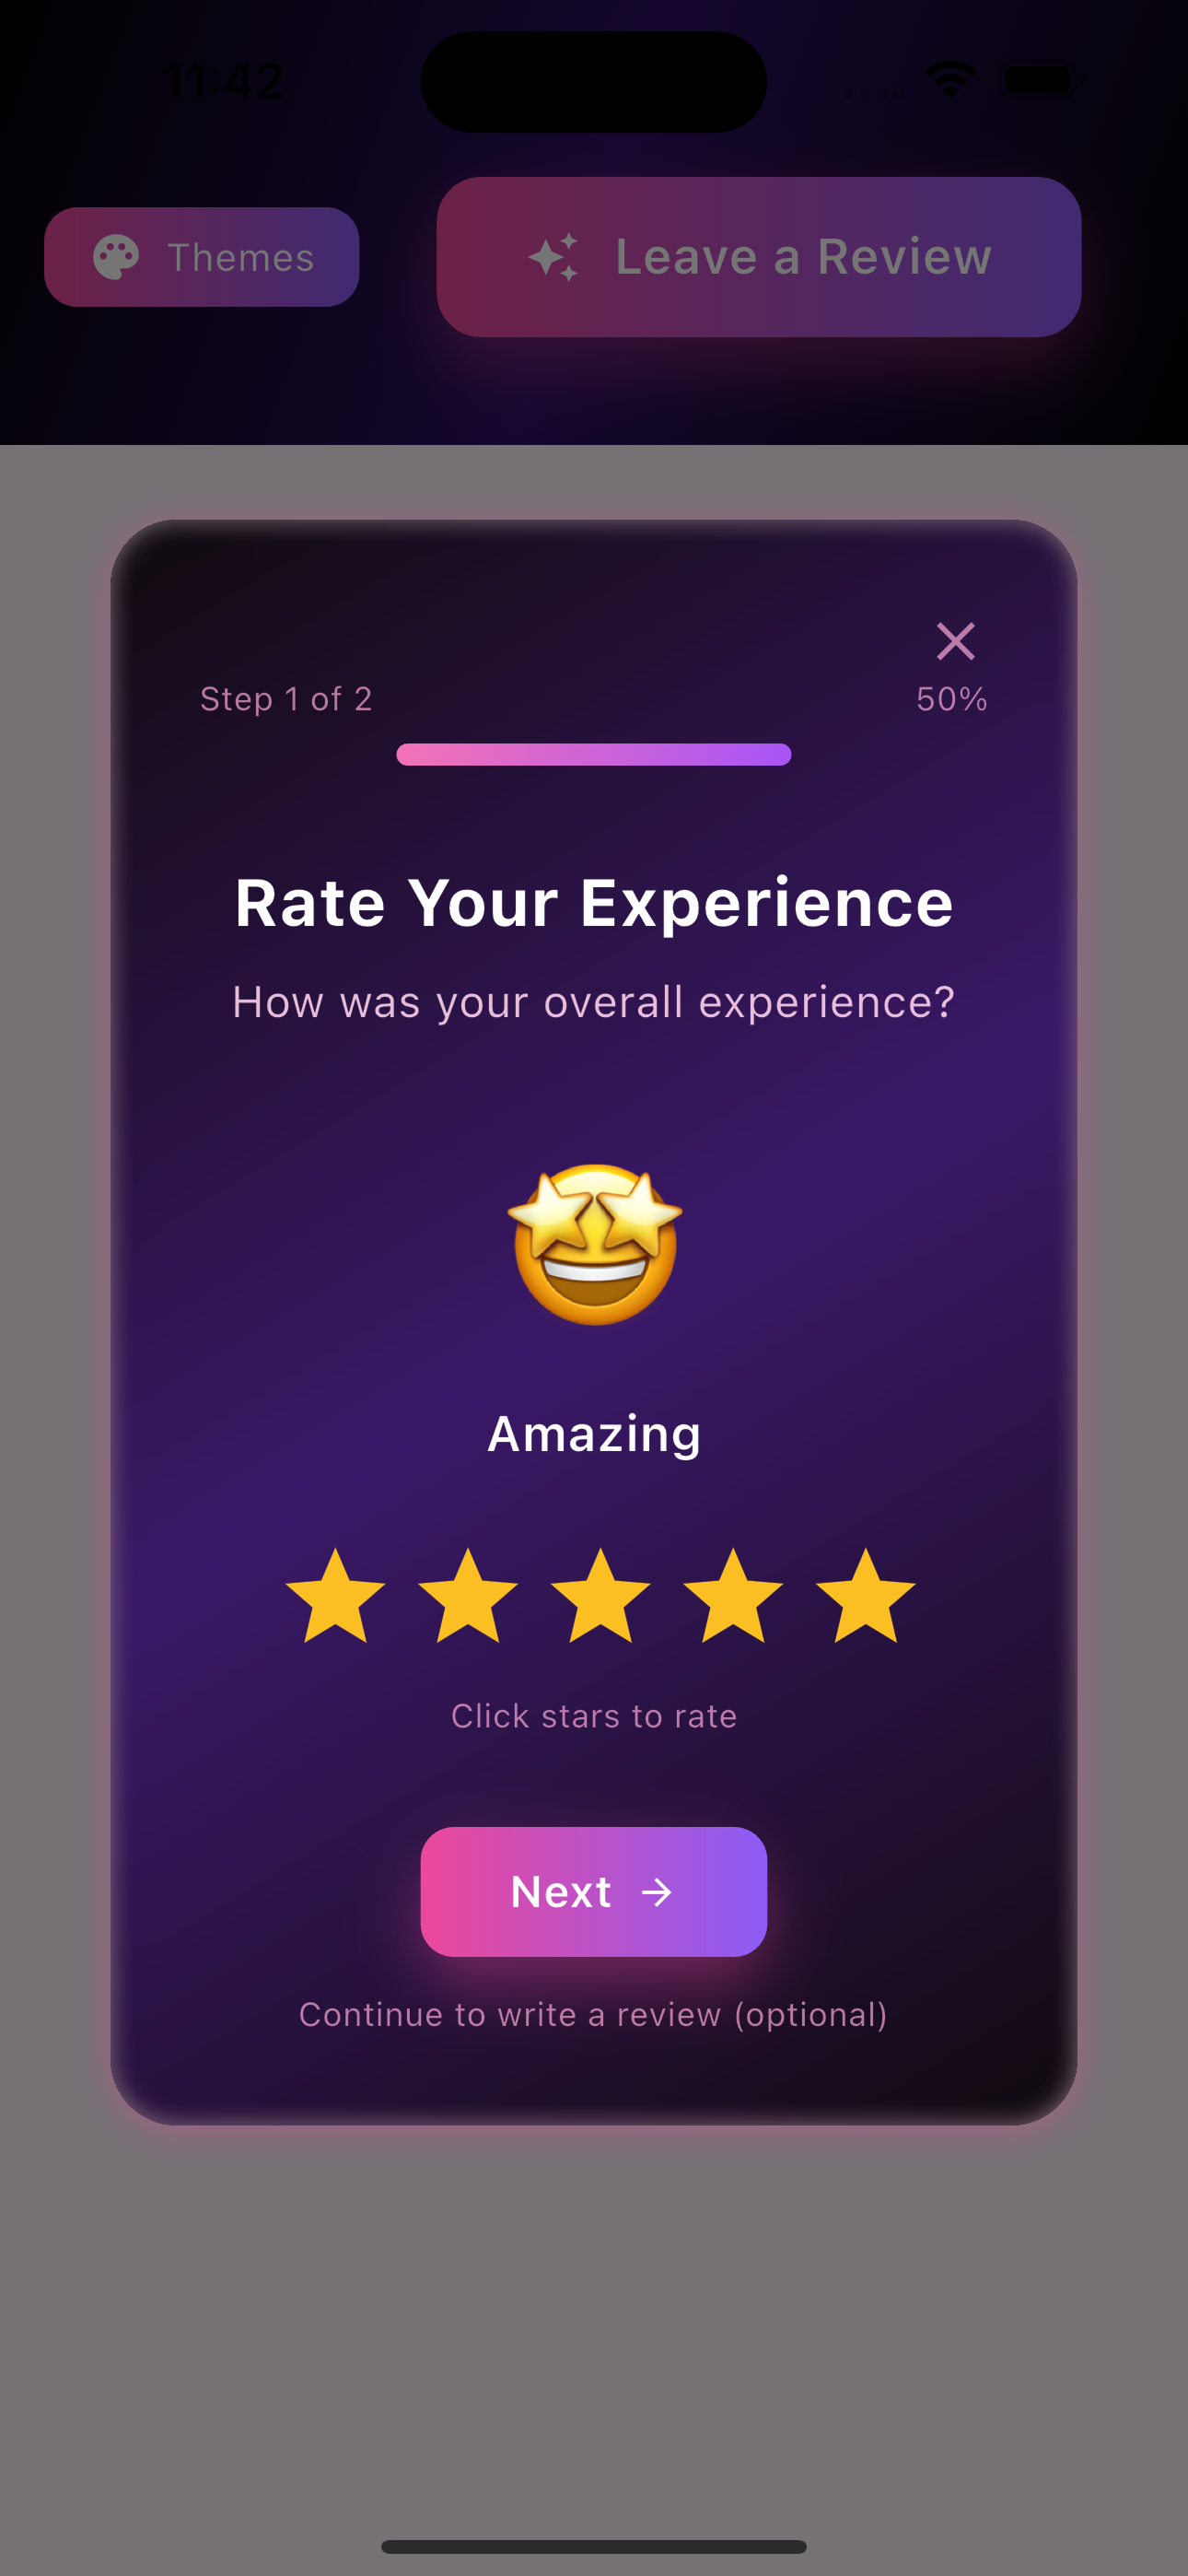 11:42
Themes
Leave a Review
Step 1 of 2
50%
Rate Your Experience
How was your overall experience?
Amazing
Click stars to rate
Next
Continue to write a review (optional)